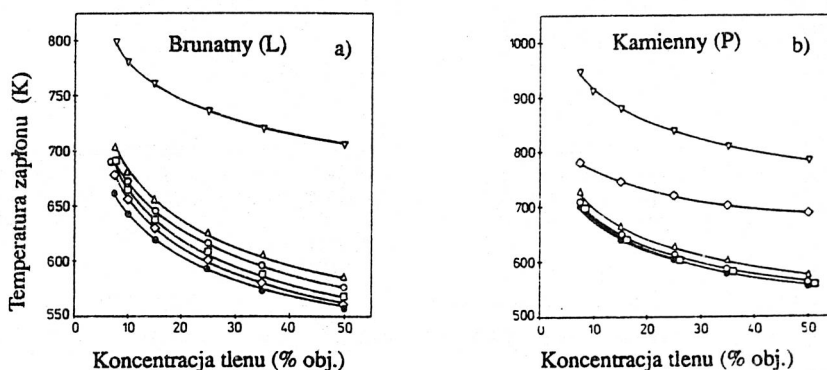 Brunatny (L) a)
Temperatura zapłonu (K)
800
750
700
650
600
550
0 10 20 30 40 50
Koncentracja tlenu (% obj.)
Kamienny (P) b)
1000
900
800
700
600
500
0 10 20 30 40 50
Koncentracja tlenu (% obj.)